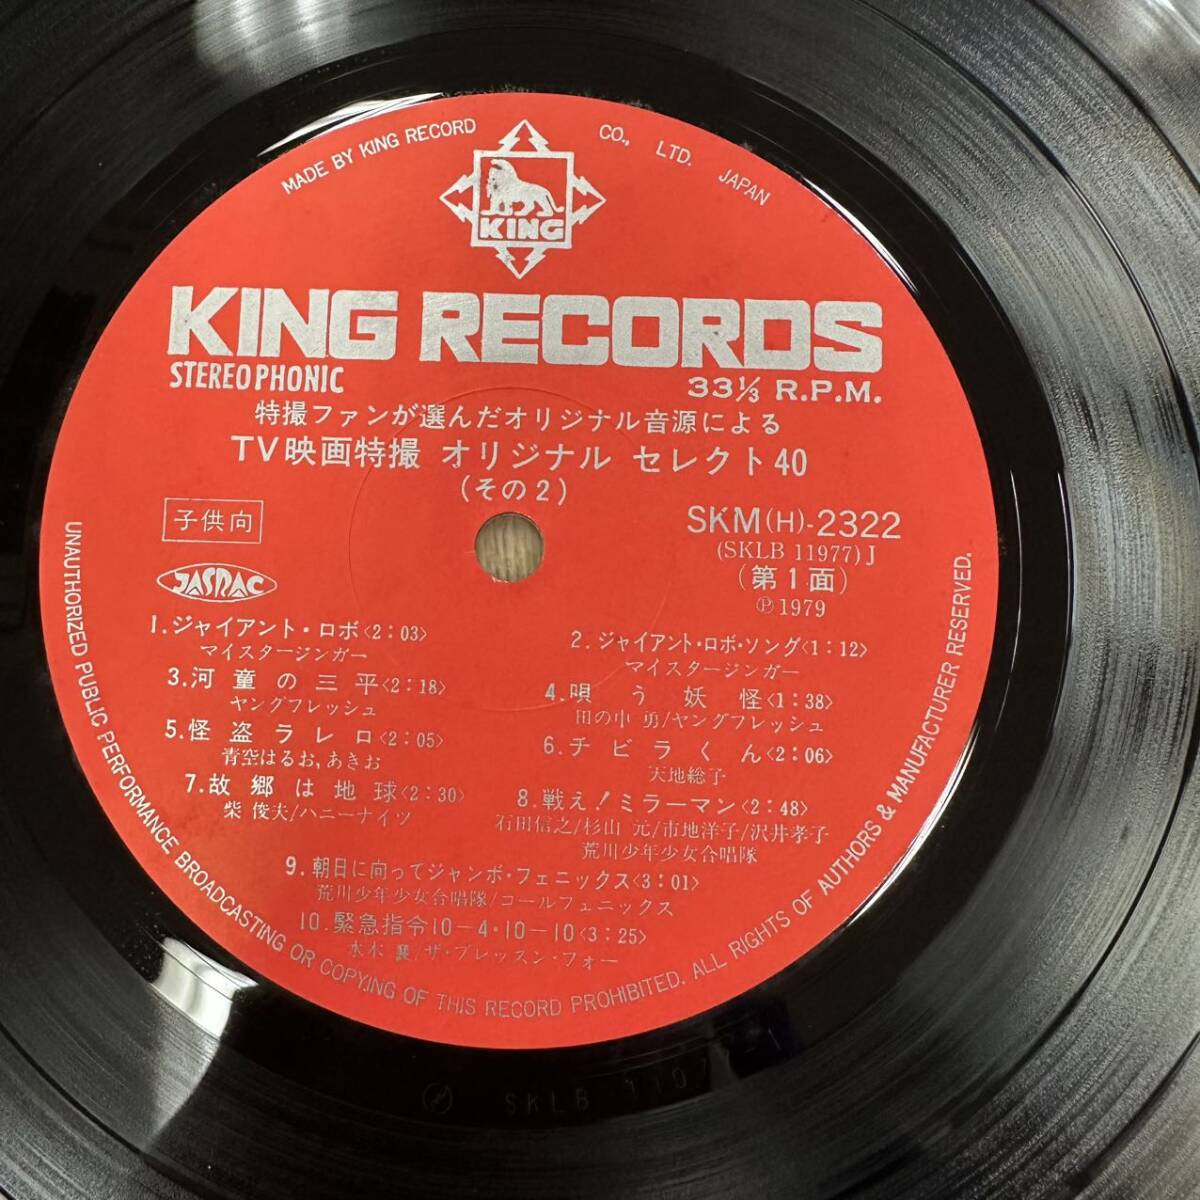 MADE BY KING RECORD CO., LTD. JAPAN
KING
KING RECORDS
STEREOPHONIC
33⅓ R.P.M.
特撮ファンが選んだオリジナル音源による
TV映画特撮 オリジナル セレクト40
(その2)
子供向
SKM(H)-2322
(SKLB 11977)J
(第1面)
℗1979
JASRAC
1.ジャイアント・ロボ<2:03>
マイスタージンガー
2.ジャイアント・ロボ・ソング<1:12>
マイスタージンガー
3.河童の三平<2:18>
ヤングフレッシュ
4.唄う妖怪<1:38>
田の中 勇/ヤングフレッシュ
5.怪盗ラレロ<2:05>
青空はるお,あきお
6.チビラくん<2:06>
天地総子
7.故郷は地球<2:30>
柴 俊夫/ハニーナイツ
8.戦え!ミラーマン<2:48>
石田信之/杉山 元/市地洋子/沢井孝子
荒川少年少女合唱隊
9.朝日に向ってジャンボ・フェニックス<3:01>
荒川少年少女合唱隊/コールフェニックス
10.緊急指令10-4・10-10<3:25>
水木 襄/ザ・ブレッスン・フォー
UNAUTHORIZED PUBLIC PERFORMANCE BROADCASTING OR COPYING OF THIS RECORD PROHIBITED. ALL RIGHTS OF AUTHORS & MANUFACTURER RESERVED.
SKLB